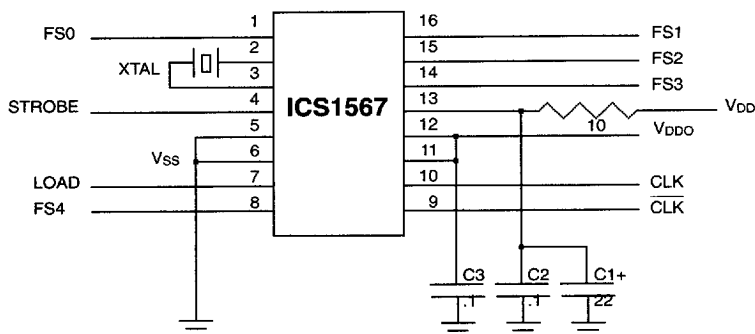 1 16
FS0 FS1
2 15
XTAL FS2
3 14
FS3
4 ICS1567 13
STROBE VDD
10
5 12
VDDO
VSS 6 11
7 10
LOAD CLK
8 9
FS4 CLK
C3 C2 C1+
.1 .1 22